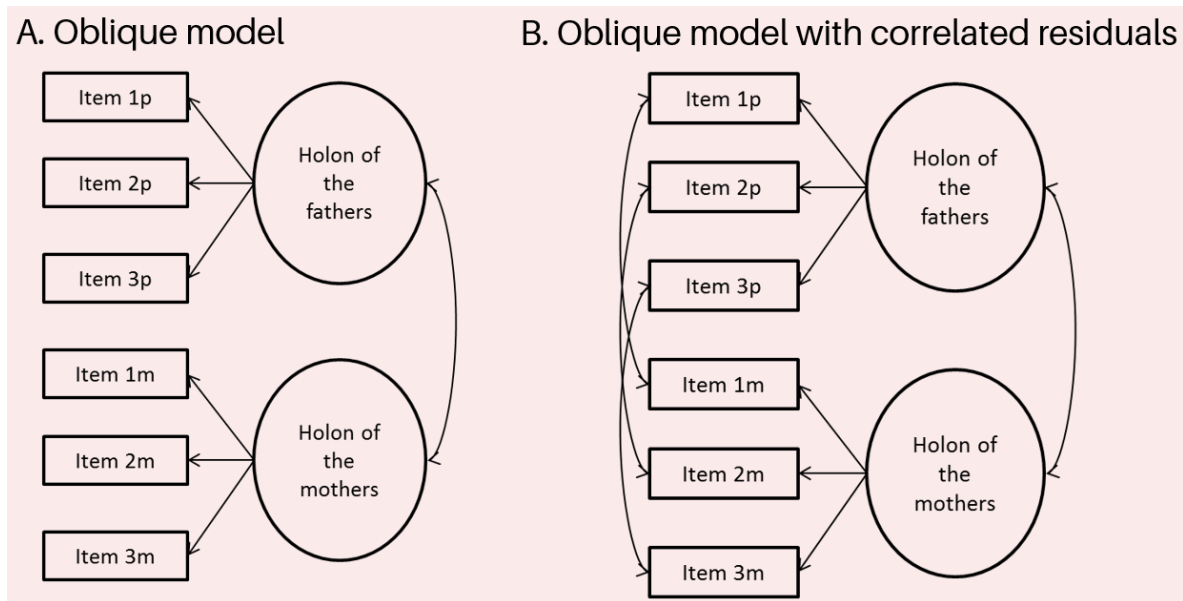 A. Oblique model
Item 1p
Item 2p
Item 3p
Item 1m
Item 2m
Item 3m
Holon of
the
fathers
Holon of
the
mothers
B. Oblique model with correlated residuals
Item 1p
Item 2p
Item 3p
Item 1m
Item 2m
Item 3m
Holon of
the
fathers
Holon of
the
mothers